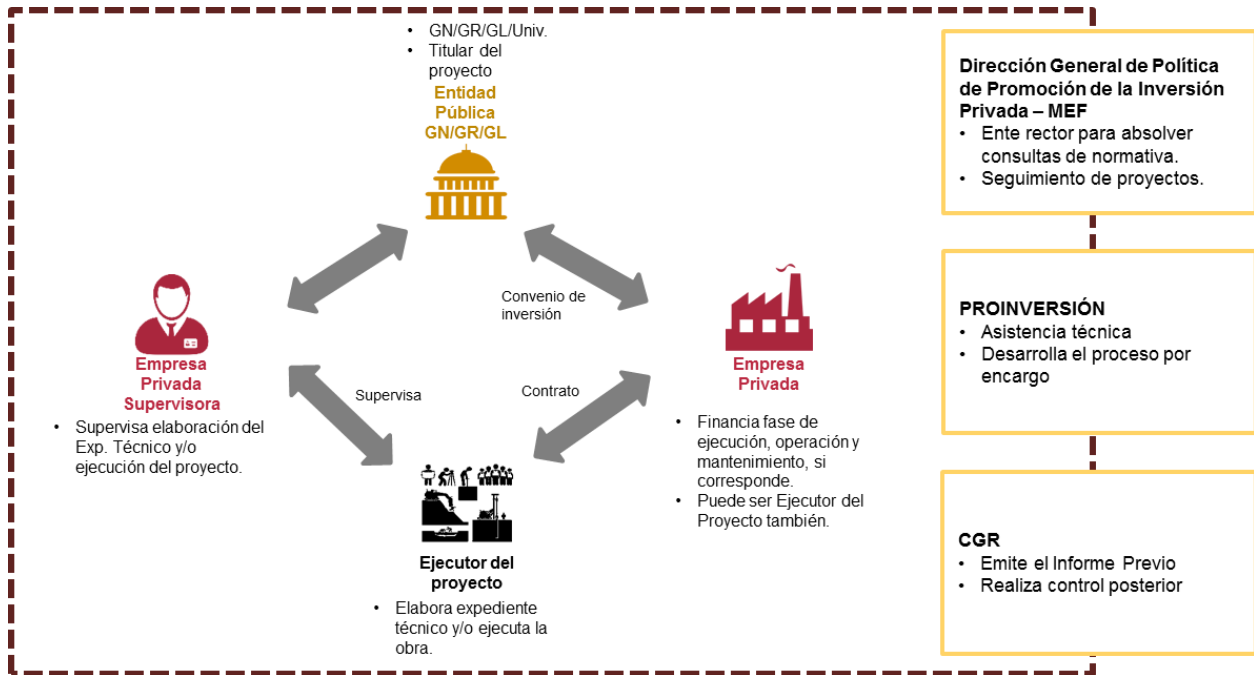 • GN/GR/GL/Univ.
• Titular del
proyecto
Entidad
Pública
GN/GR/GL
Convenio de
inversión
Empresa
Privada
Supervisora
• Supervisa elaboración del
Exp. Técnico y/o
ejecución del proyecto.
Supervisa
Contrato
Empresa
Privada
• Financia fase de
ejecución, operación y
mantenimiento, si
corresponde.
• Puede ser Ejecutor del
Proyecto también.
Ejecutor del
proyecto
• Elabora expediente
técnico y/o ejecuta la
obra.
Dirección General de Política
de Promoción de la Inversión
Privada – MEF
• Ente rector para absolver
consultas de normativa.
• Seguimiento de proyectos.
PROINVERSIÓN
• Asistencia técnica
• Desarrolla el proceso por
encargo
CGR
• Emite el Informe Previo
• Realiza control posterior